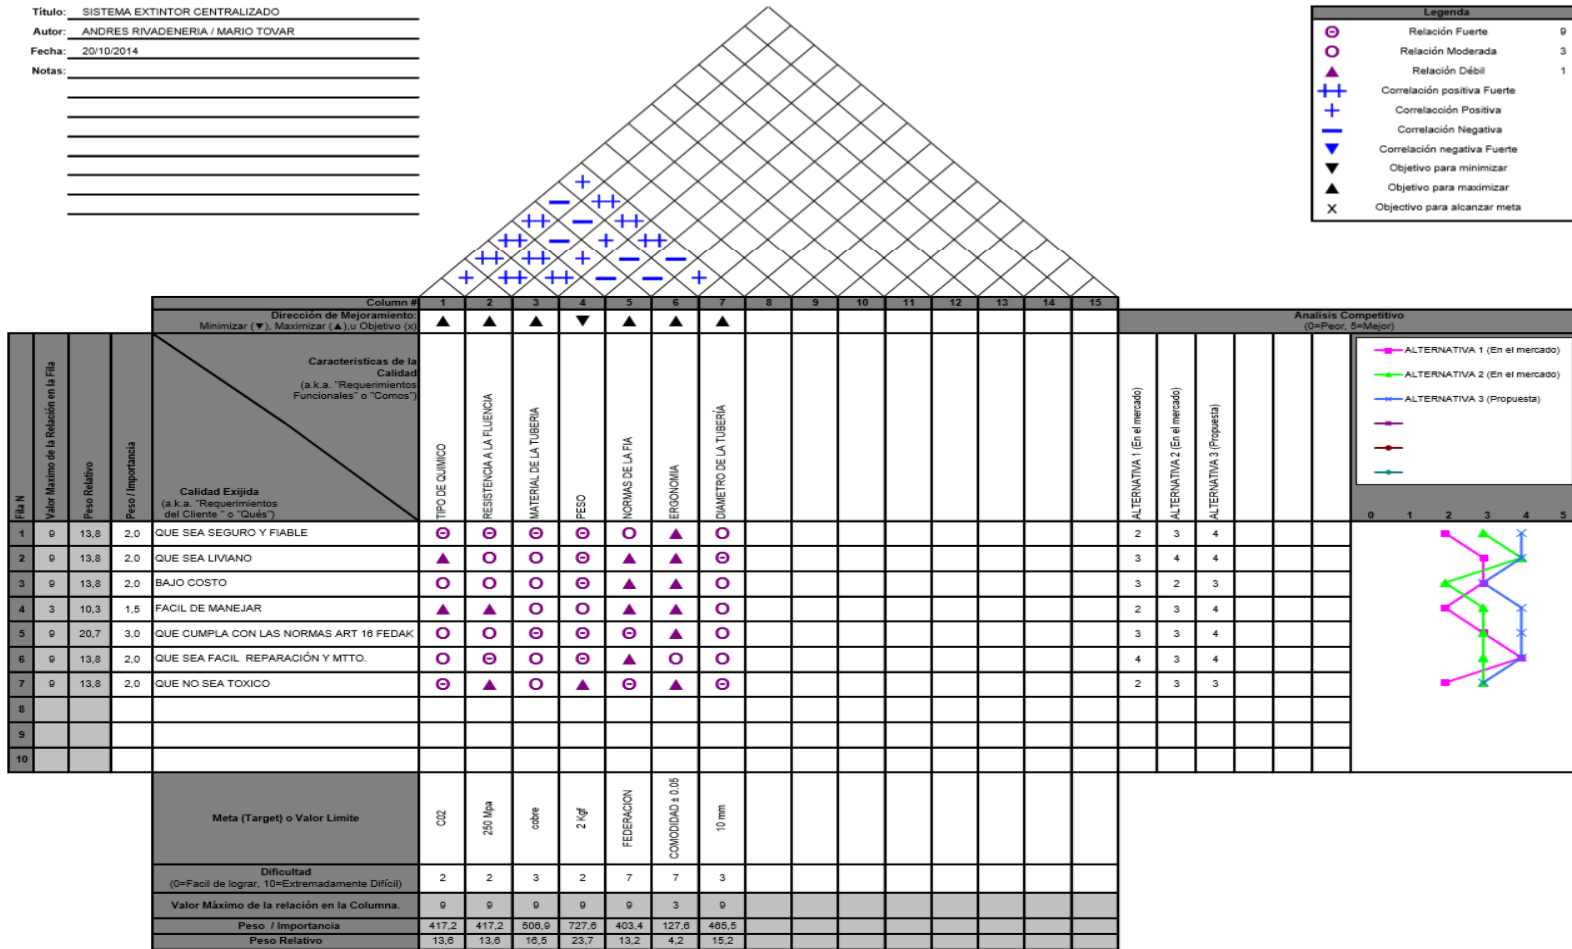 Título: SISTEMA EXTINTOR CENTRALIZADO
Autor: ANDRES RIVADENERIA / MARIO TOVAR
Fecha: 20/10/2014
Notas:
Legenda
Relación Fuerte 9
Relación Moderada 3
Relación Débil 1
Correlación positiva Fuerte
Correlacción Positiva
Correlación Negativa
Correlación negativa Fuerte
Objetivo para minimizar
Objetivo para maximizar
X Objectivo para alcanzar meta
Column # 1 2 3 4 5 6 7 8 9 10 11 12 13 14 15
Dirección de Mejoramiento:
Minimizar (▼), Maximizar (▲),u Objetivo (x)
▲ ▲ ▲ ▼ ▲ ▲ ▲
Analisis Competitivo
(0=Peor, 5=Mejor)
Fila N
Valor Maximo de la Relación en la Fila
Peso Relativo
Peso / Importancia
Características de la
Calidad
(a.k.a. "Requerimientos
Funcionales" o "Comos")
Calidad Exijida
(a.k.a. "Requerimientos
del Cliente " o "Qués")
TIPO DE QUIMICO
RESISTENCIA A LA FLUENCIA
MATERIAL DE LA TUBERIA
PESO
NORMAS DE LA FIA
ERGONOMIA
DIAMETRO DE LA TUBERÍA
ALTERNATIVA 1 (En el mercado)
ALTERNATIVA 2 (En el mercado)
ALTERNATIVA 3 (Propuesta)
ALTERNATIVA 1 (En el mercado)
ALTERNATIVA 2 (En el mercado)
ALTERNATIVA 3 (Propuesta)
0 1 2 3 4 5
1 9 13,8 2,0 QUE SEA SEGURO Y FIABLE 2 3 4
2 9 13,8 2,0 QUE SEA LIVIANO 3 4 4
3 9 13,8 2,0 BAJO COSTO 3 2 3
4 3 10,3 1,5 FACIL DE MANEJAR 2 3 4
5 9 20,7 3,0 QUE CUMPLA CON LAS NORMAS ART 16 FEDAK 3 3 4
6 9 13,8 2,0 QUE SEA FACIL REPARACIÓN Y MTTO. 4 3 4
7 9 13,8 2,0 QUE NO SEA TOXICO 2 3 3
8
9
10
Meta (Target) o Valor Limite
C02
250 Mpa
cobre
2 Kgf
FEDERACION
COMODIDAD ± 0.05
10 mm
Dificultad
(0=Facil de lograr, 10=Extremadamente Difícil)
2 2 3 2 7 7 3
Valor Máximo de la relación en la Columna. 9 9 9 9 9 3 9
Peso / Importancia 417,2 417,2 506,9 727,6 403,4 127,6 465,5
Peso Relativo 13,6 13,6 16,5 23,7 13,2 4,2 15,2